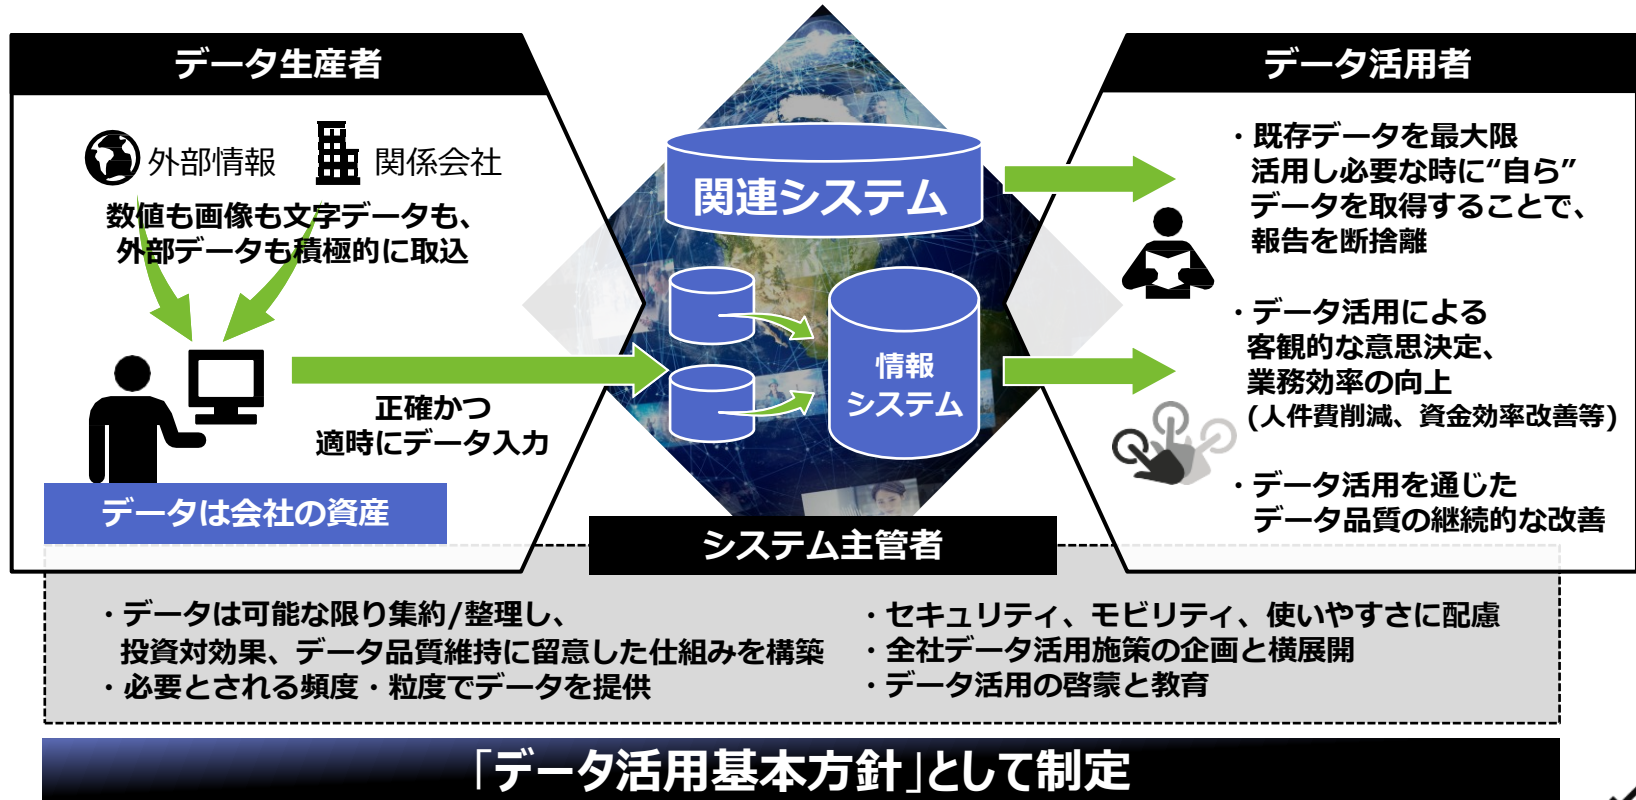 データ生産者
外部情報
関係会社
数値も画像も文字データも、
外部データも積極的に取込
正確かつ
適時にデータ入力
データは会社の資産
関連システム
情報
システム
システム主管者
データ活用者
・既存データを最大限
活用し必要な時に“自ら”
データを取得することで、
報告を断捨離
・データ活用による
客観的な意思決定、
業務効率の向上
(人件費削減、資金効率改善等)
・データ活用を通じた
データ品質の継続的な改善
・データは可能な限り集約/整理し、
投資対効果、データ品質維持に留意した仕組みを構築
・必要とされる頻度・粒度でデータを提供
・セキュリティ、モビリティ、使いやすさに配慮
・全社データ活用施策の企画と横展開
・データ活用の啓蒙と教育
「データ活用基本方針」として制定